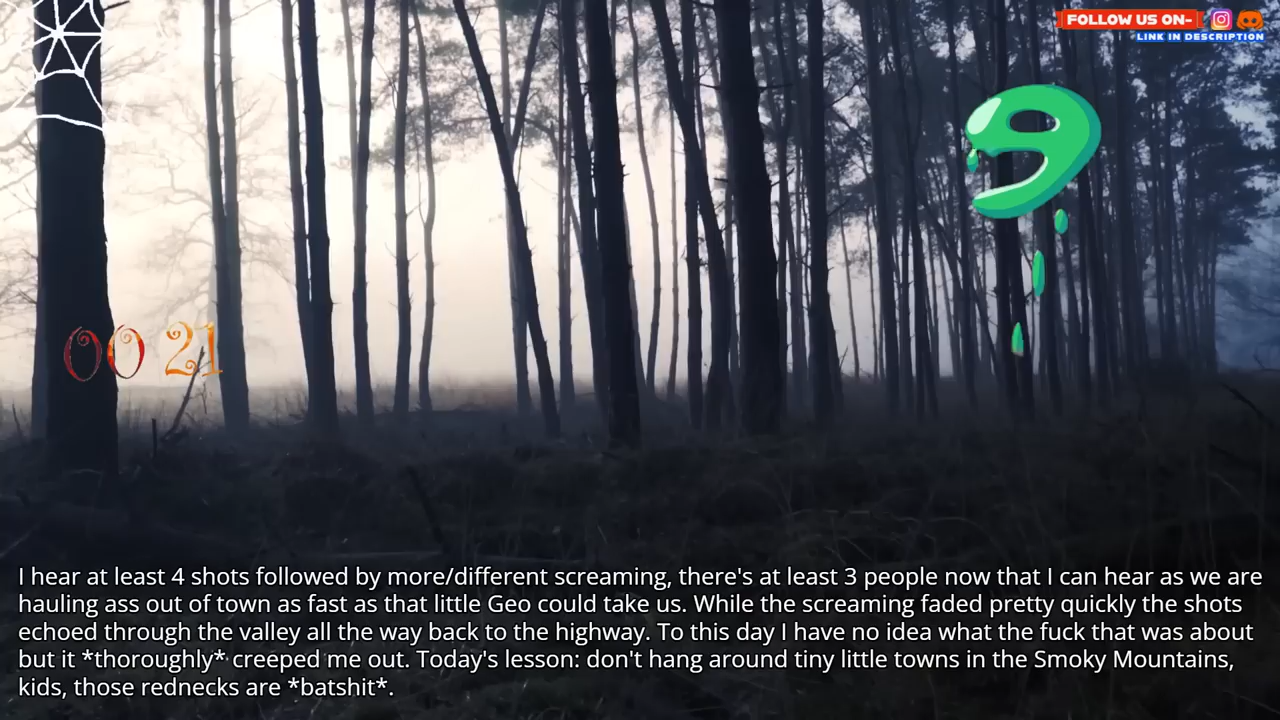 FOLLOW US ON-
LINK IN DESCRIPTION
9
00 21
I hear at least 4 shots followed by more/different screaming, there's at least 3 people now that I can hear as we are
hauling ass out of town as fast as that little Geo could take us. While the screaming faded pretty quickly the shots
echoed through the valley all the way back to the highway. To this day I have no idea what the fuck that was about
but it *thoroughly* creeped me out. Today's lesson: don't hang around tiny little towns in the Smoky Mountains,
kids, those rednecks are *batshit*.